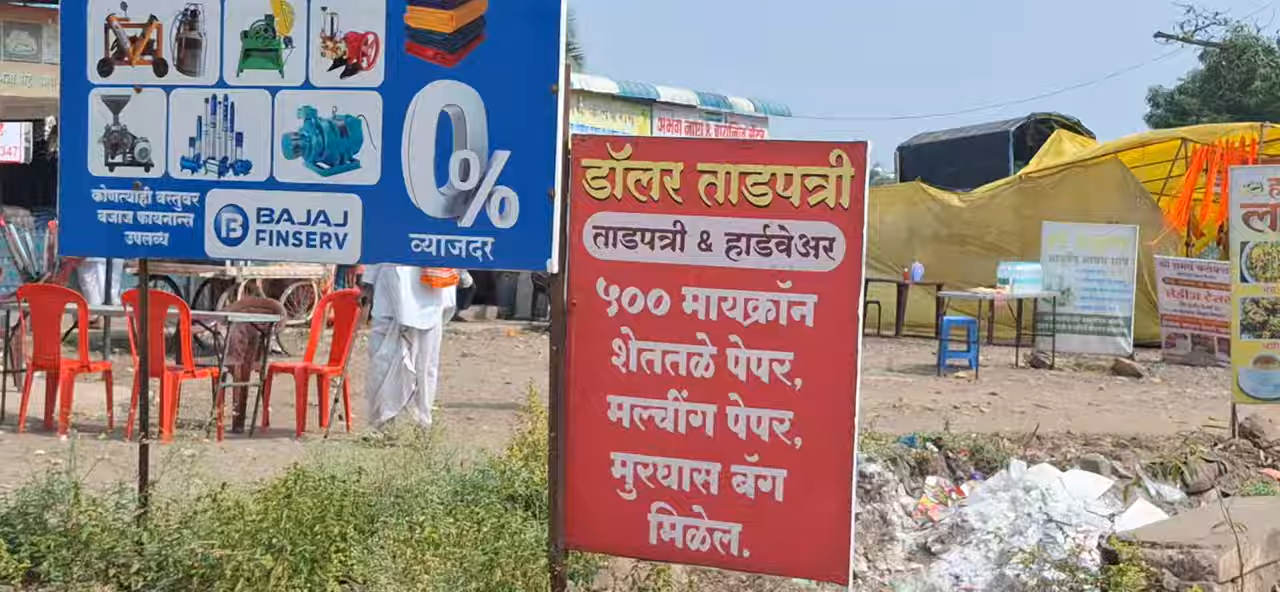 0%
व्याजदर
कोणत्याही वस्तुवर
बजाज फायनान्स
उपलब्ध
BAJAJ
FINSERV
डॉलर ताडपत्री
ताडपत्री & हार्डवेअर
५०० मायक्रॉन
शेततळे पेपर,
मल्चींग पेपर,
मुरघास बॅग
मिळेल.
347